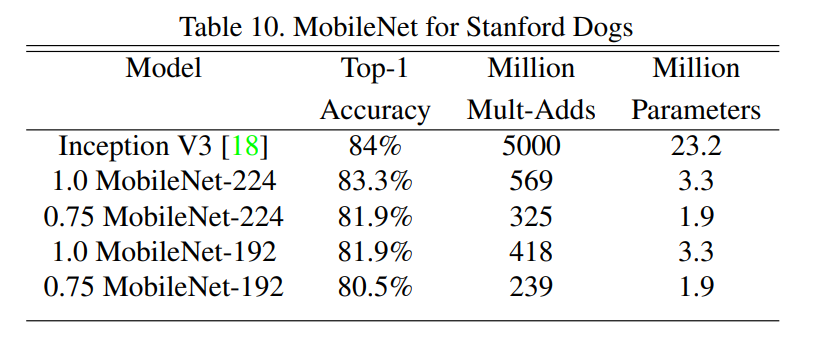 Table 10. MobileNet for Stanford Dogs
Model Top-1 Million Million
Accuracy Mult-Adds Parameters
Inception V3 [18] 84% 5000 23.2
1.0 MobileNet-224 83.3% 569 3.3
0.75 MobileNet-224 81.9% 325 1.9
1.0 MobileNet-192 81.9% 418 3.3
0.75 MobileNet-192 80.5% 239 1.9